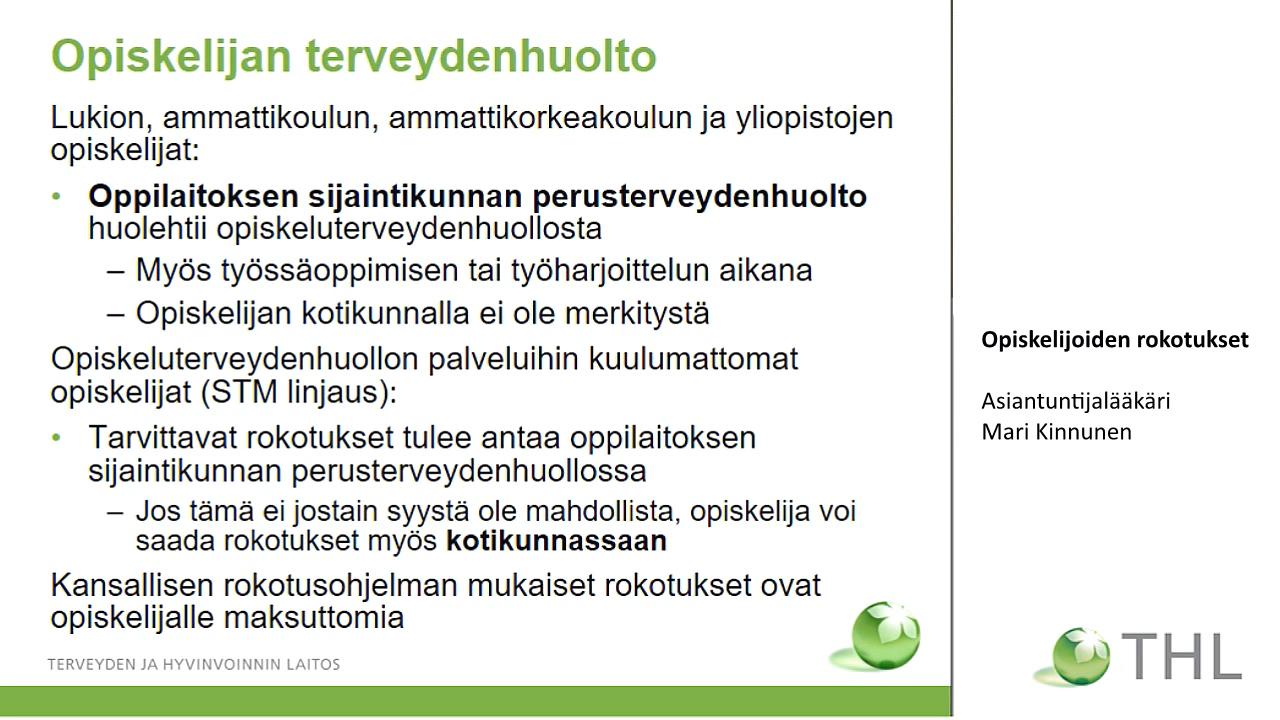 Opiskelijan terveydenhuolto
Lukion, ammattikoulun, ammattikorkeakoulun ja yliopistojen
opiskelijat:
• Oppilaitoksen sijaintikunnan perusterveydenhuolto
huolehtii opiskeluterveydenhuollosta
– Myös työssäoppimisen tai työharjoittelun aikana
– Opiskelijan kotikunnalla ei ole merkitystä
Opiskeluterveydenhuollon palveluihin kuulumattomat
opiskelijat (STM linjaus):
• Tarvittavat rokotukset tulee antaa oppilaitoksen
sijaintikunnan perusterveydenhuollossa
– Jos tämä ei jostain syystä ole mahdollista, opiskelija voi
saada rokotukset myös kotikunnassaan
Kansallisen rokotusohjelman mukaiset rokotukset ovat
opiskelijalle maksuttomia
TERVEYDEN JA HYVINVOINNIN LAITOS
Opiskelijoiden rokotukset
Asiantuntijalääkäri
Mari Kinnunen
THL